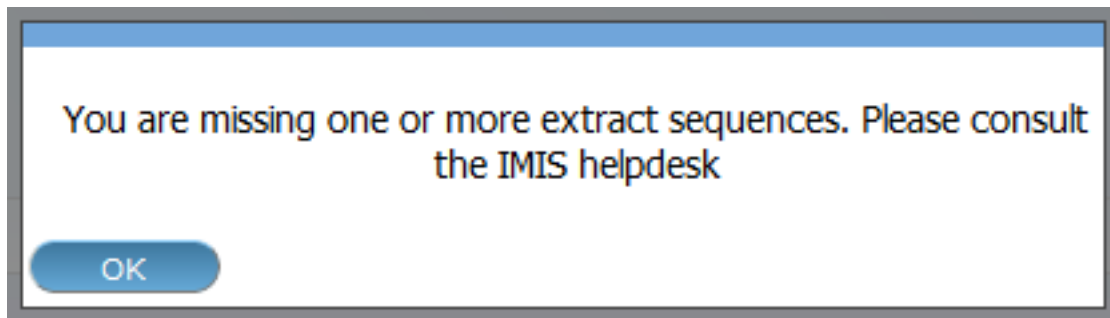 You are missing one or more extract sequences. Please consult
the IMIS helpdesk
OK